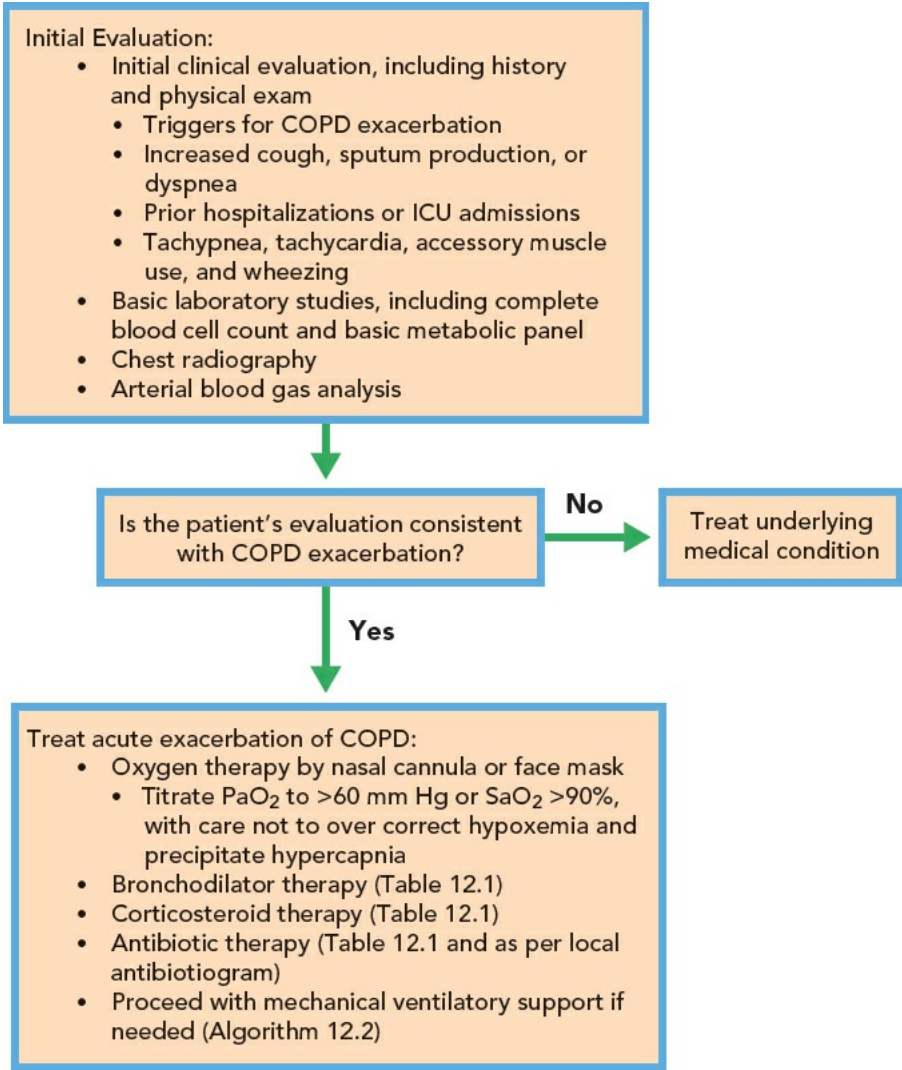 Initial Evaluation:
• Initial clinical evaluation, including history
and physical exam
• Triggers for COPD exacerbation
• Increased cough, sputum production, or
dyspnea
• Prior hospitalizations or ICU admissions
• Tachypnea, tachycardia, accessory muscle
use, and wheezing
• Basic laboratory studies, including complete
blood cell count and basic metabolic panel
• Chest radiography
• Arterial blood gas analysis
Is the patient's evaluation consistent
with COPD exacerbation?
No
Treat underlying
medical condition
Yes
Treat acute exacerbation of COPD:
• Oxygen therapy by nasal cannula or face mask
• Titrate PaO₂ to >60 mm Hg or SaO₂ >90%,
with care not to over correct hypoxemia and
precipitate hypercapnia
• Bronchodilator therapy (Table 12.1)
• Corticosteroid therapy (Table 12.1)
• Antibiotic therapy (Table 12.1 and as per local
antibiotiogram)
• Proceed with mechanical ventilatory support if
needed (Algorithm 12.2)